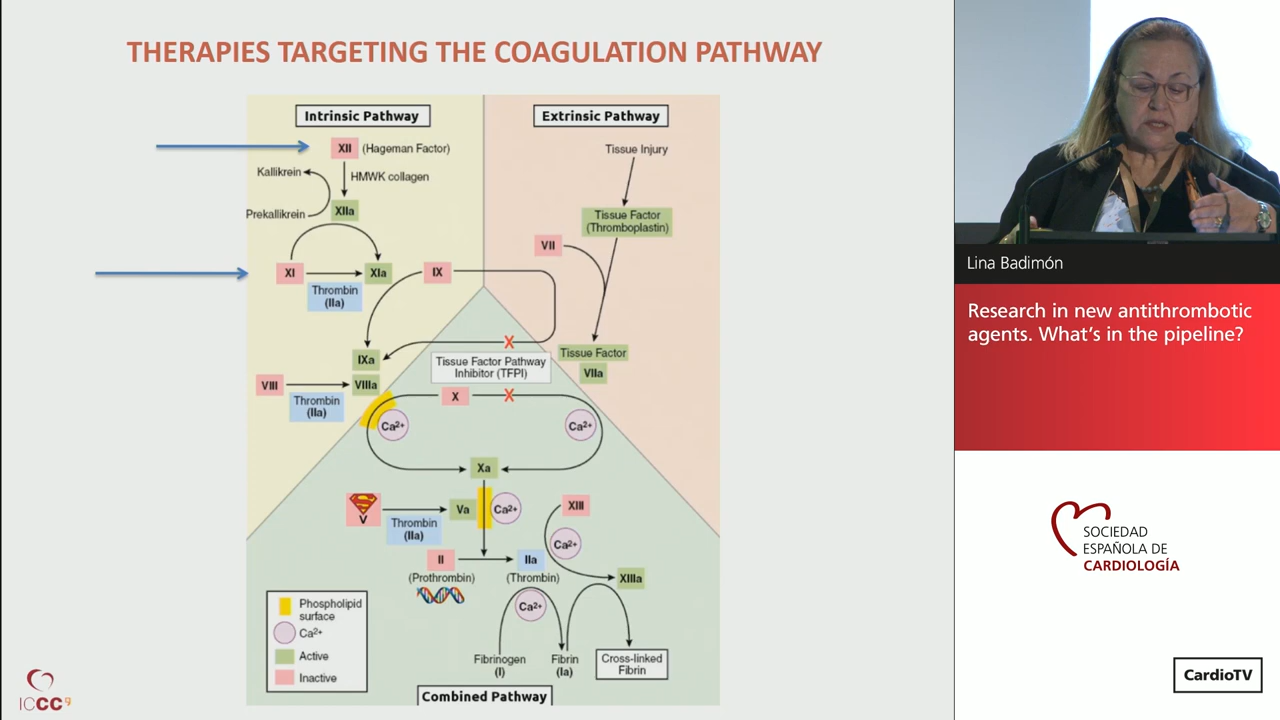 THERAPIES TARGETING THE COAGULATION PATHWAY
Intrinsic Pathway
Extrinsic Pathway
XII (Hageman Factor)
Tissue Injury
Kallikrein
HMWK collagen
Prekallikrein
XIIa
Tissue Factor
(Thromboplastin)
VII
XI
XIa
IX
Thrombin
(IIa)
IXa
Tissue Factor Pathway
Inhibitor (TFPI)
Tissue Factor
VIIa
VIII
VIIIa
Thrombin
(IIa)
X
Ca2+
Ca2+
Xa
V
Va
Ca2+
XIII
Thrombin
(IIa)
Ca2+
II
(Prothrombin)
IIa
(Thrombin)
XIIIa
Ca2+
Phospholipid
surface
Ca2+
Active
Inactive
Fibrinogen
(I)
Fibrin
(Ia)
Cross-linked
Fibrin
Combined Pathway
ICCC
Lina Badimón
Research in new antithrombotic
agents. What's in the pipeline?
SOCIEDAD
ESPAÑOLA DE
CARDIOLOGÍA
CardioTV